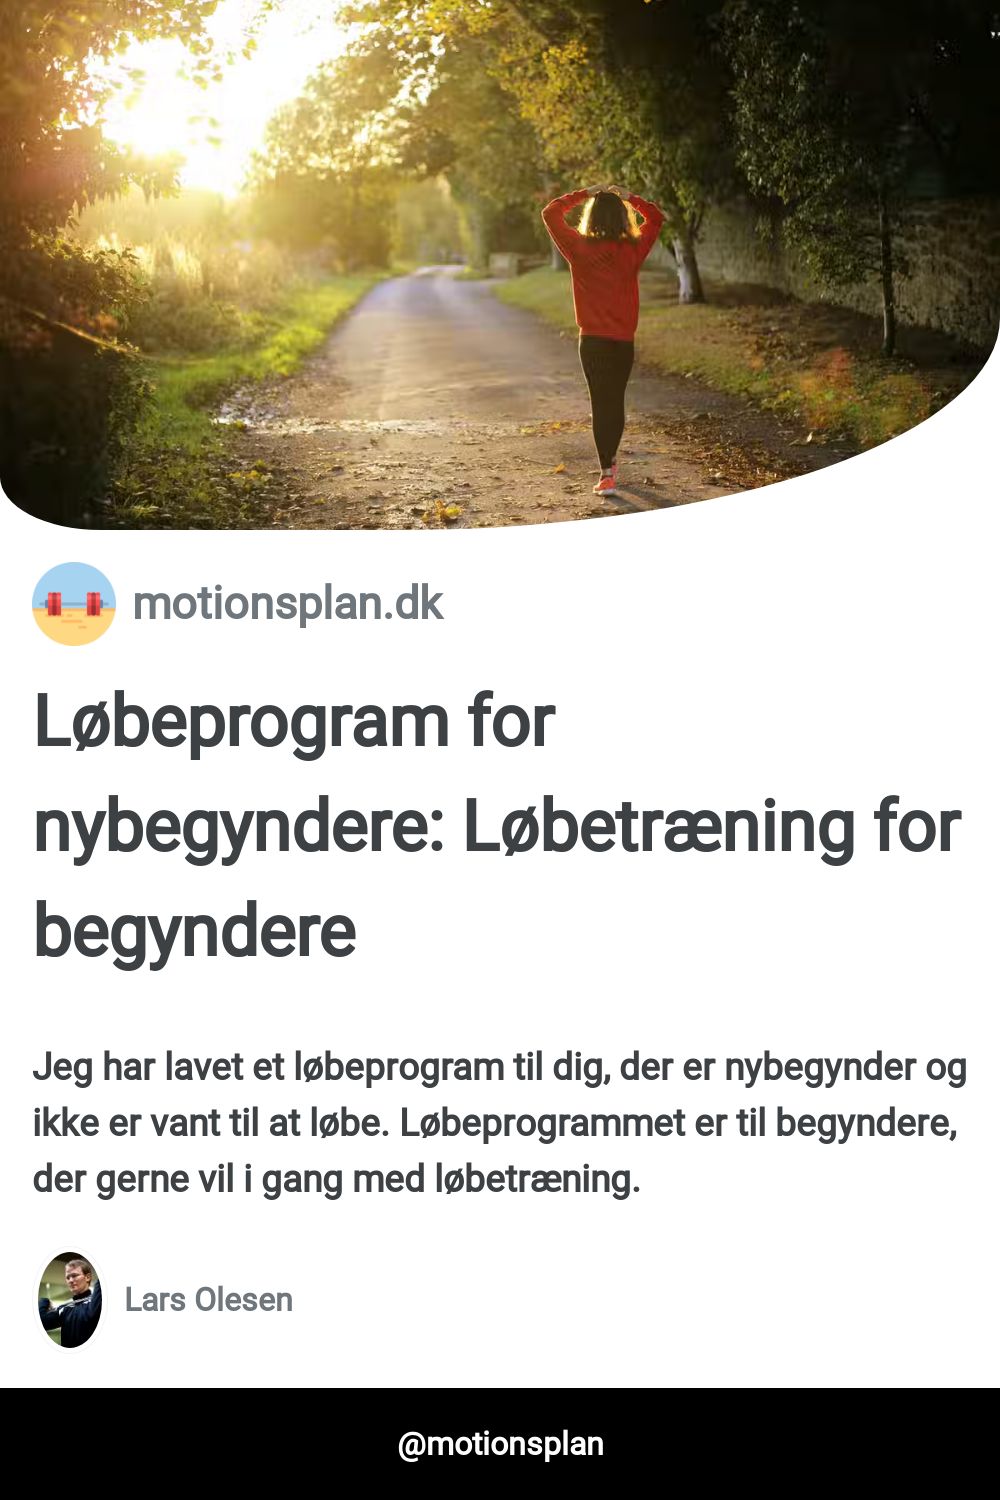 motionsplan.dk
Løbeprogram for
nybegyndere: Løbetræning for
begyndere
Jeg har lavet et løbeprogram til dig, der er nybegynder og
ikke er vant til at løbe. Løbeprogrammet er til begyndere,
der gerne vil i gang med løbetræning.
Lars Olesen
@motionsplan